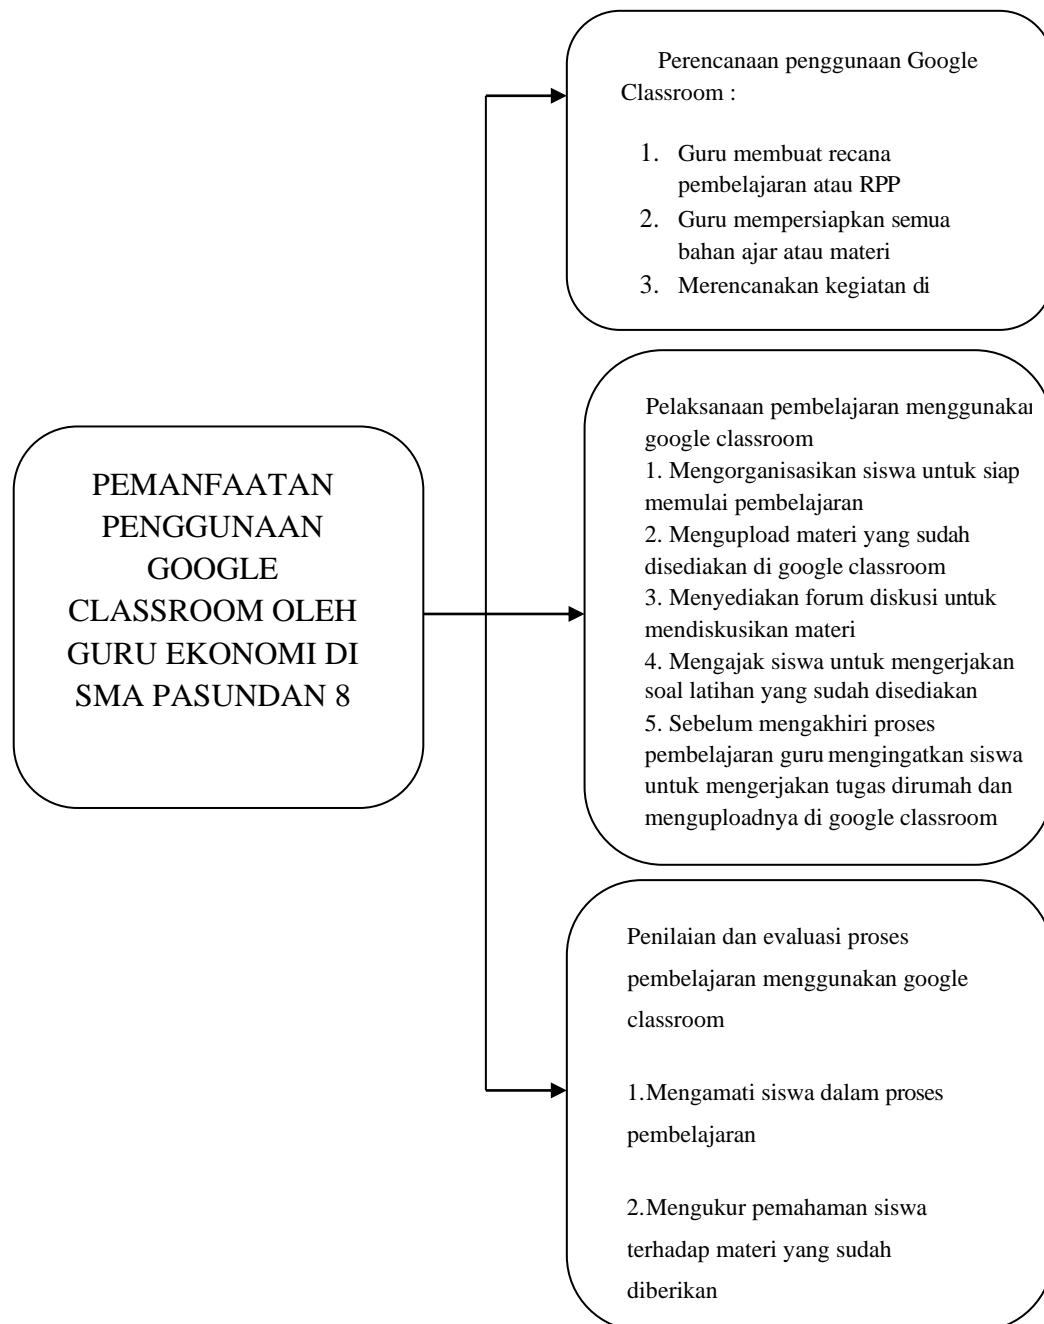 PEMANFAATAN
PENGGUNAAN
GOOGLE
CLASSROOM OLEH
GURU EKONOMI DI
SMA PASUNDAN 8
Perencanaan penggunaan Google
Classroom :
1. Guru membuat recana
pembelajaran atau RPP
2. Guru mempersiapkan semua
bahan ajar atau materi
3. Merencanakan kegiatan di
Pelaksanaan pembelajaran menggunakan
google classroom
1. Mengorganisasikan siswa untuk siap
memulai pembelajaran
2. Mengupload materi yang sudah
disediakan di google classroom
3. Menyediakan forum diskusi untuk
mendiskusikan materi
4. Mengajak siswa untuk mengerjakan
soal latihan yang sudah disediakan
5. Sebelum mengakhiri proses
pembelajaran guru mengingatkan siswa
untuk mengerjakan tugas dirumah dan
menguploadnya di google classroom
Penilaian dan evaluasi proses
pembelajaran menggunakan google
classroom
1.Mengamati siswa dalam proses
pembelajaran
2.Mengukur pemahaman siswa
terhadap materi yang sudah
diberikan